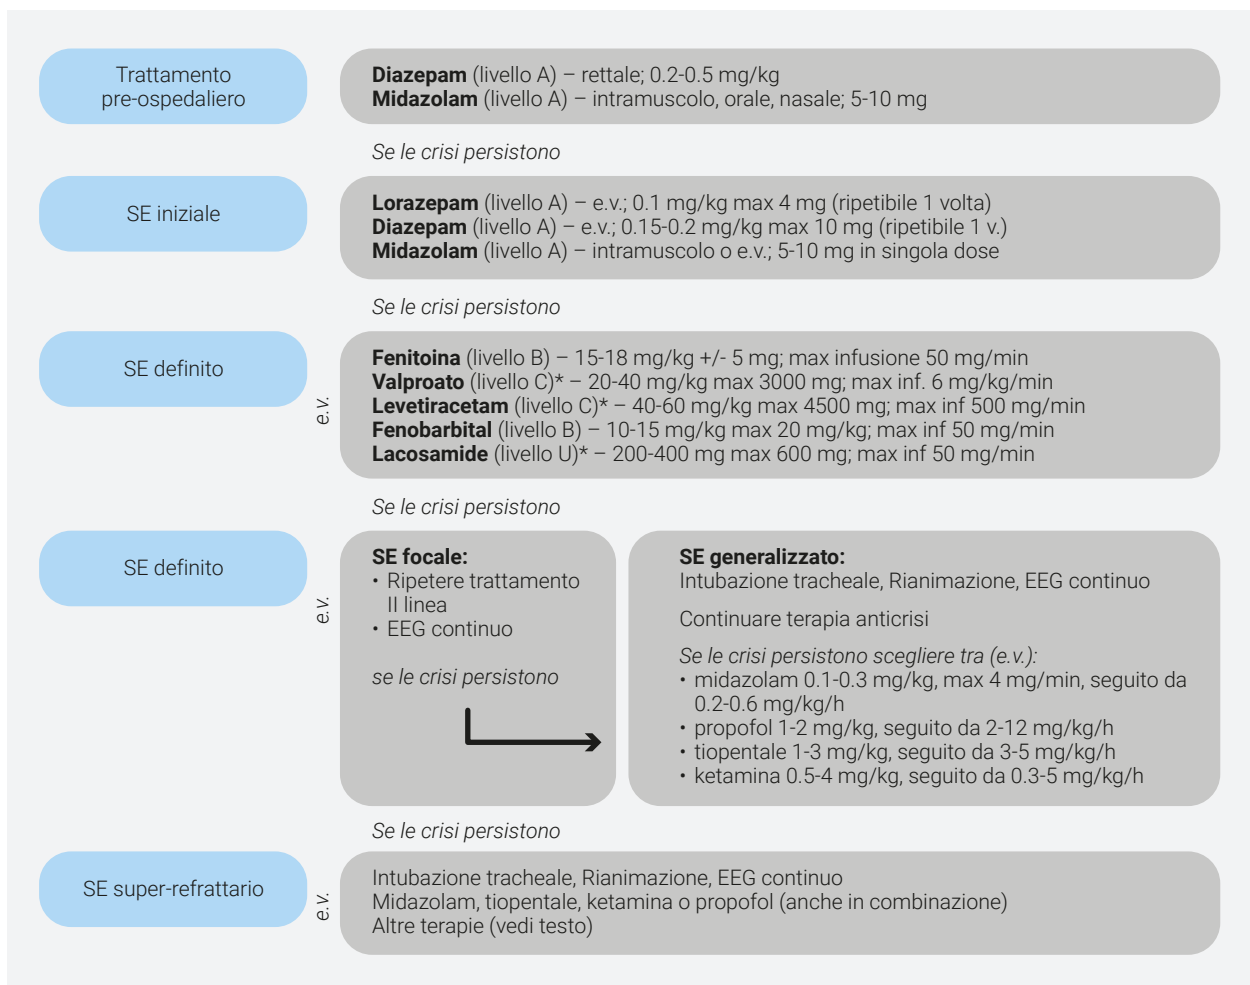 Trattamento
pre-ospedaliero
Diazepam (livello A) – rettale; 0.2-0.5 mg/kg
Midazolam (livello A) – intramuscolo, orale, nasale; 5-10 mg
Se le crisi persistono
SE iniziale
Lorazepam (livello A) – e.v.; 0.1 mg/kg max 4 mg (ripetibile 1 volta)
Diazepam (livello A) – e.v.; 0.15-0.2 mg/kg max 10 mg (ripetibile 1 v.)
Midazolam (livello A) – intramuscolo o e.v.; 5-10 mg in singola dose
Se le crisi persistono
SE definito
e.v.
Fenitoina (livello B) – 15-18 mg/kg +/- 5 mg; max infusione 50 mg/min
Valproato (livello C)* – 20-40 mg/kg max 3000 mg; max inf. 6 mg/kg/min
Levetiracetam (livello C)* – 40-60 mg/kg max 4500 mg; max inf 500 mg/min
Fenobarbital (livello B) – 10-15 mg/kg max 20 mg/kg; max inf 50 mg/min
Lacosamide (livello U)* – 200-400 mg max 600 mg; max inf 50 mg/min
Se le crisi persistono
SE definito
e.v.
SE focale:
• Ripetere trattamento
II linea
• EEG continuo
se le crisi persistono
SE generalizzato:
Intubazione tracheale, Rianimazione, EEG continuo
Continuare terapia anticrisi
Se le crisi persistono scegliere tra (e.v.):
• midazolam 0.1-0.3 mg/kg, max 4 mg/min, seguito da
0.2-0.6 mg/kg/h
• propofol 1-2 mg/kg, seguito da 2-12 mg/kg/h
• tiopentale 1-3 mg/kg, seguito da 3-5 mg/kg/h
• ketamina 0.5-4 mg/kg, seguito da 0.3-5 mg/kg/h
Se le crisi persistono
SE super-refrattario
e.v.
Intubazione tracheale, Rianimazione, EEG continuo
Midazolam, tiopentale, ketamina o propofol (anche in combinazione)
Altre terapie (vedi testo)